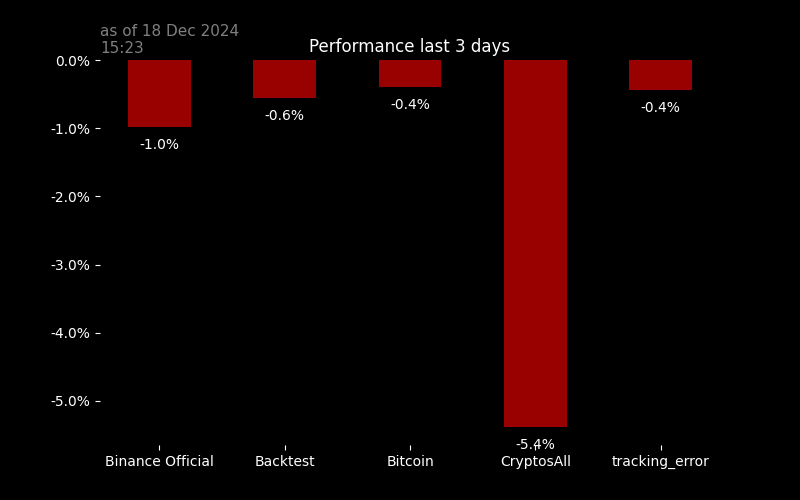 as of 18 Dec 2024
15:23
Performance last 3 days
0.0%
-1.0%
-2.0%
-3.0%
-4.0%
-5.0%
-1.0%
-0.6%
-0.4%
-5.4%
-0.4%
Binance Official
Backtest
Bitcoin
CryptosAll
tracking_error